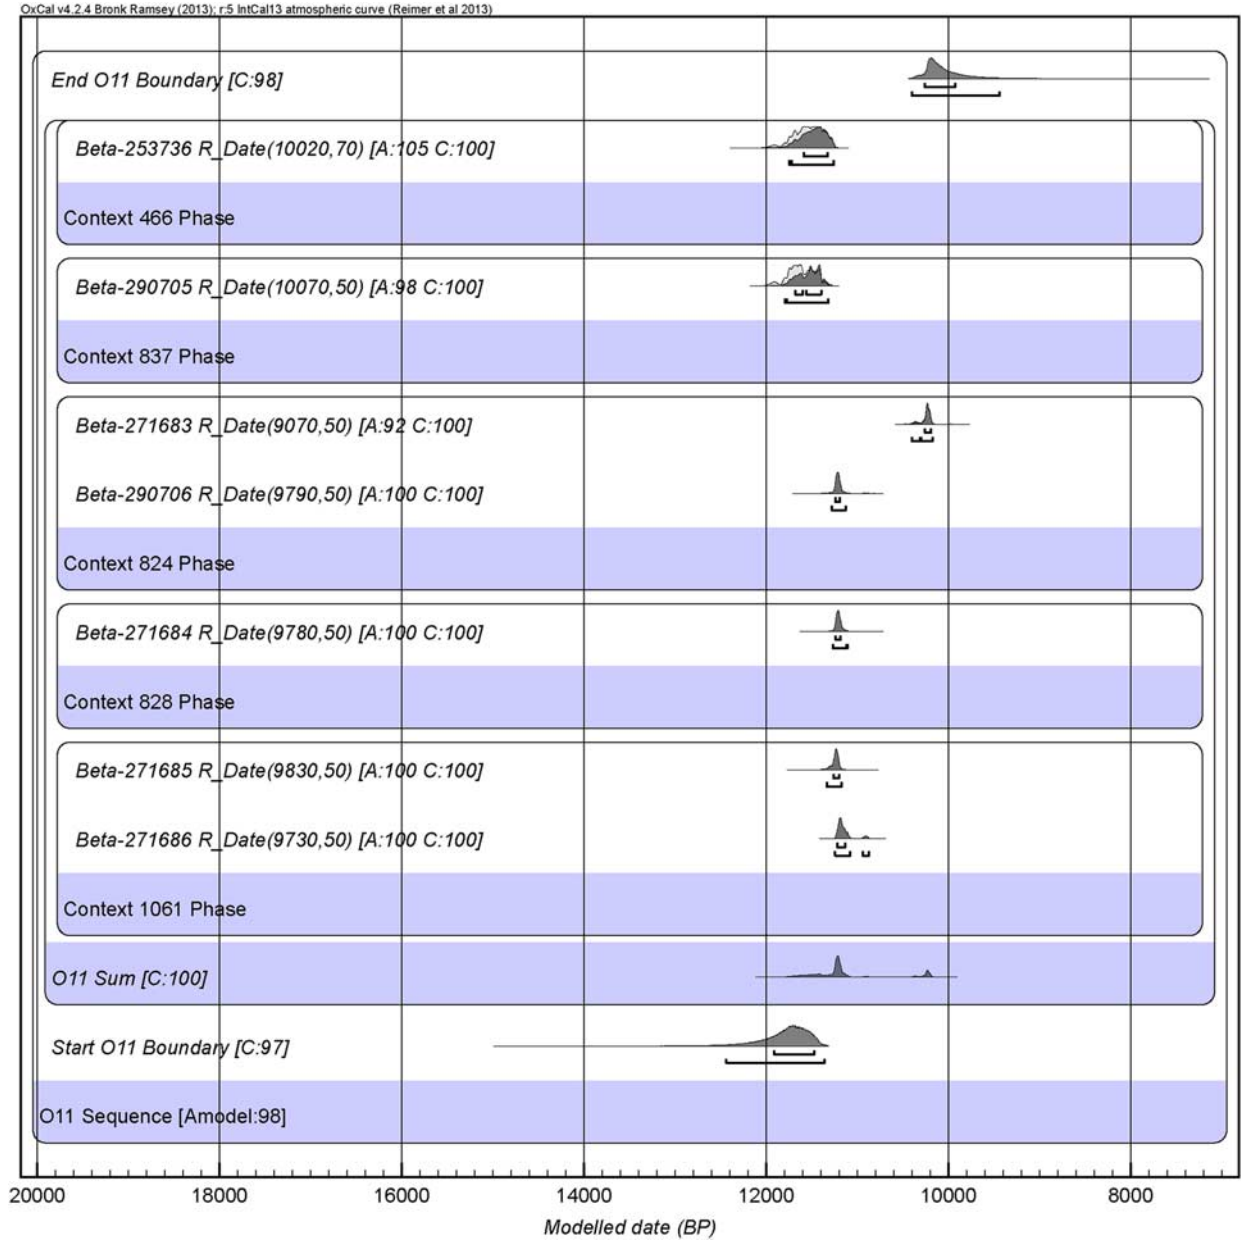 OxCal v4.2.4 Bronk Ramsey (2013); r:5 IntCal13 atmospheric curve (Reimer et al 2013)
End O11 Boundary [C:98]
Beta-253736 R_Date(10020,70) [A:105 C:100]
Context 466 Phase
Beta-290705 R_Date(10070,50) [A:98 C:100]
Context 837 Phase
Beta-271683 R_Date(9070,50) [A:92 C:100]
Beta-290706 R_Date(9790,50) [A:100 C:100]
Context 824 Phase
Beta-271684 R_Date(9780,50) [A:100 C:100]
Context 828 Phase
Beta-271685 R_Date(9830,50) [A:100 C:100]
Beta-271686 R_Date(9730,50) [A:100 C:100]
Context 1061 Phase
O11 Sum [C:100]
Start O11 Boundary [C:97]
O11 Sequence [Amodel:98]
20000 18000 16000 14000 12000 10000 8000
Modelled date (BP)